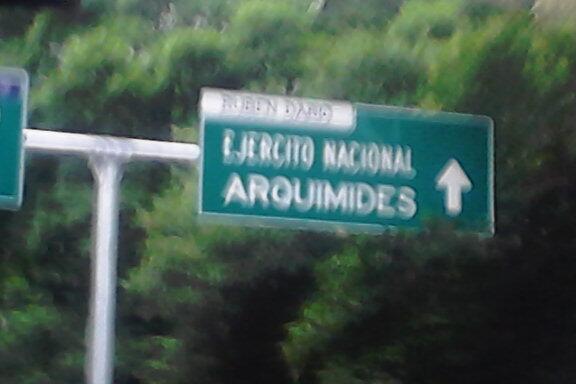 RUBEN DARIO
EJERCITO NACIONAL
ARQUIMIDES